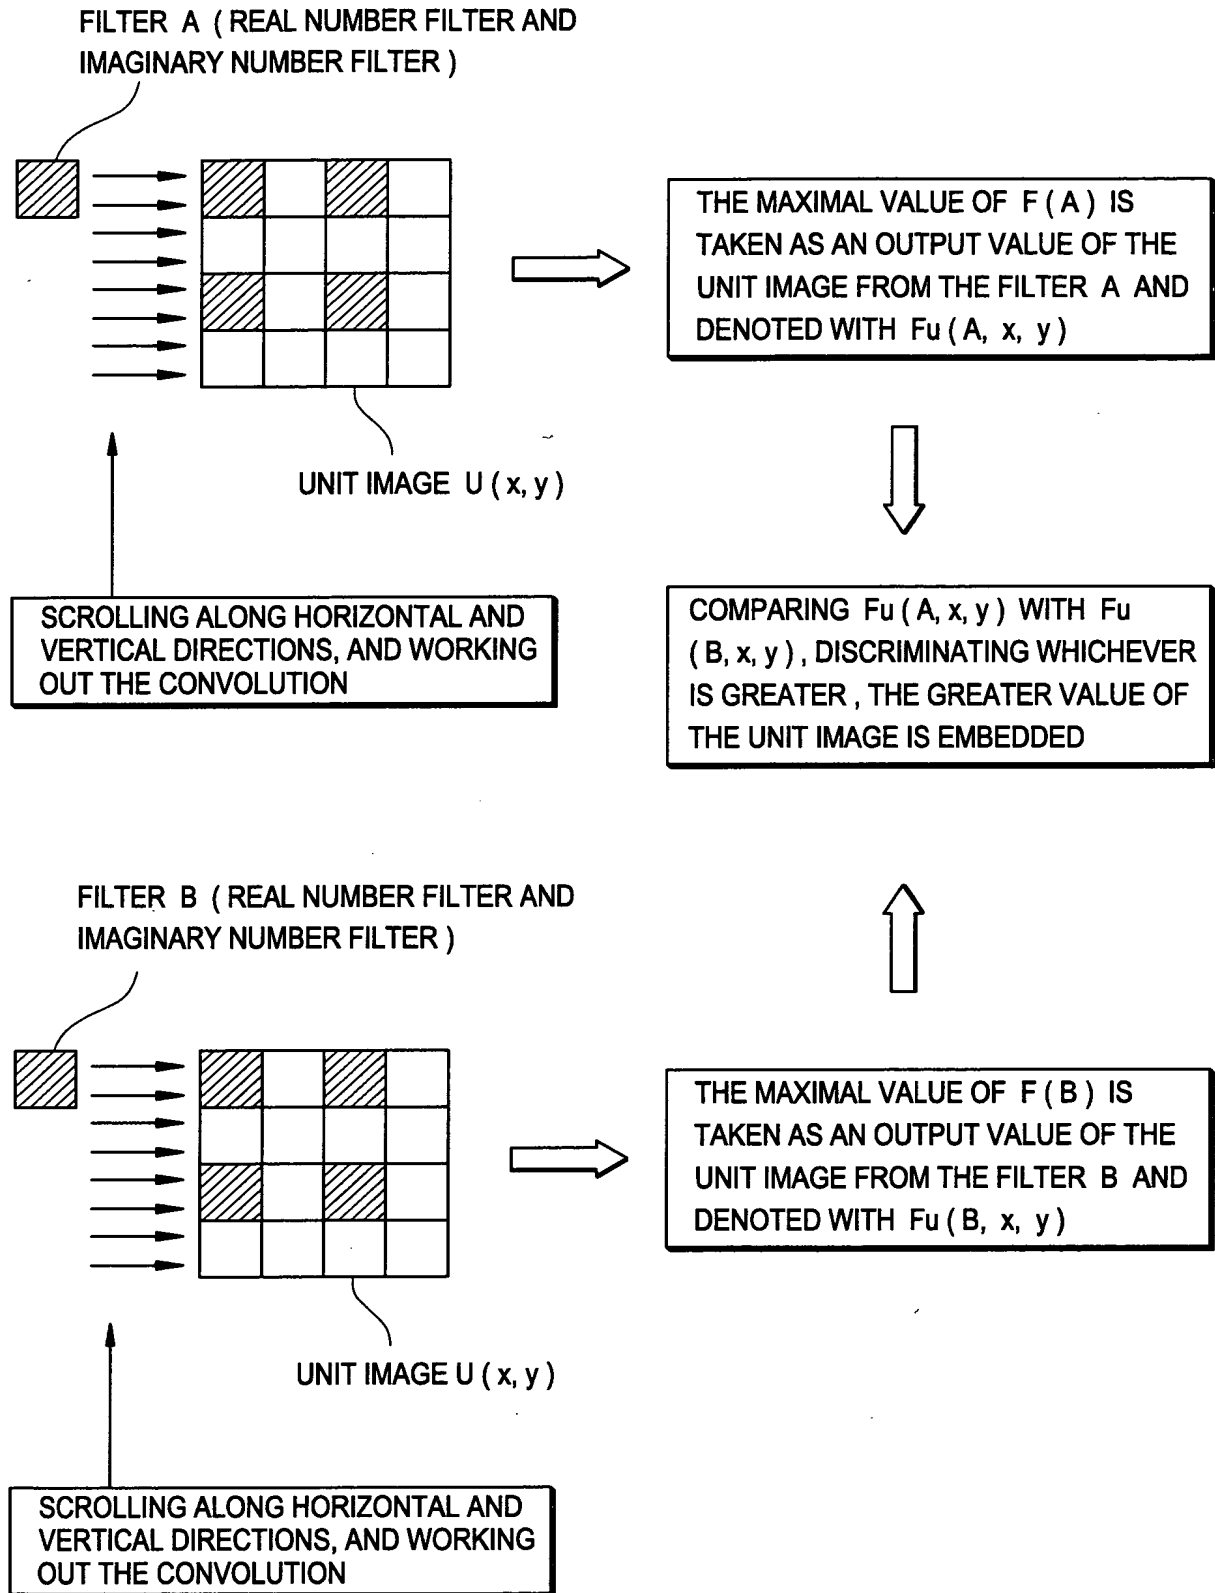 FILTER A ( REAL NUMBER FILTER AND
IMAGINARY NUMBER FILTER )
THE MAXIMAL VALUE OF F ( A ) IS
TAKEN AS AN OUTPUT VALUE OF THE
UNIT IMAGE FROM THE FILTER A AND
DENOTED WITH Fu ( A, x, y )
UNIT IMAGE U ( x, y )
SCROLLING ALONG HORIZONTAL AND
VERTICAL DIRECTIONS, AND WORKING
OUT THE CONVOLUTION
COMPARING Fu ( A, x, y ) WITH Fu
( B, x, y ) , DISCRIMINATING WHICHEVER
IS GREATER , THE GREATER VALUE OF
THE UNIT IMAGE IS EMBEDDED
FILTER B ( REAL NUMBER FILTER AND
IMAGINARY NUMBER FILTER )
THE MAXIMAL VALUE OF F ( B ) IS
TAKEN AS AN OUTPUT VALUE OF THE
UNIT IMAGE FROM THE FILTER B AND
DENOTED WITH Fu ( B, x, y )
UNIT IMAGE U ( x, y )
SCROLLING ALONG HORIZONTAL AND
VERTICAL DIRECTIONS, AND WORKING
OUT THE CONVOLUTION